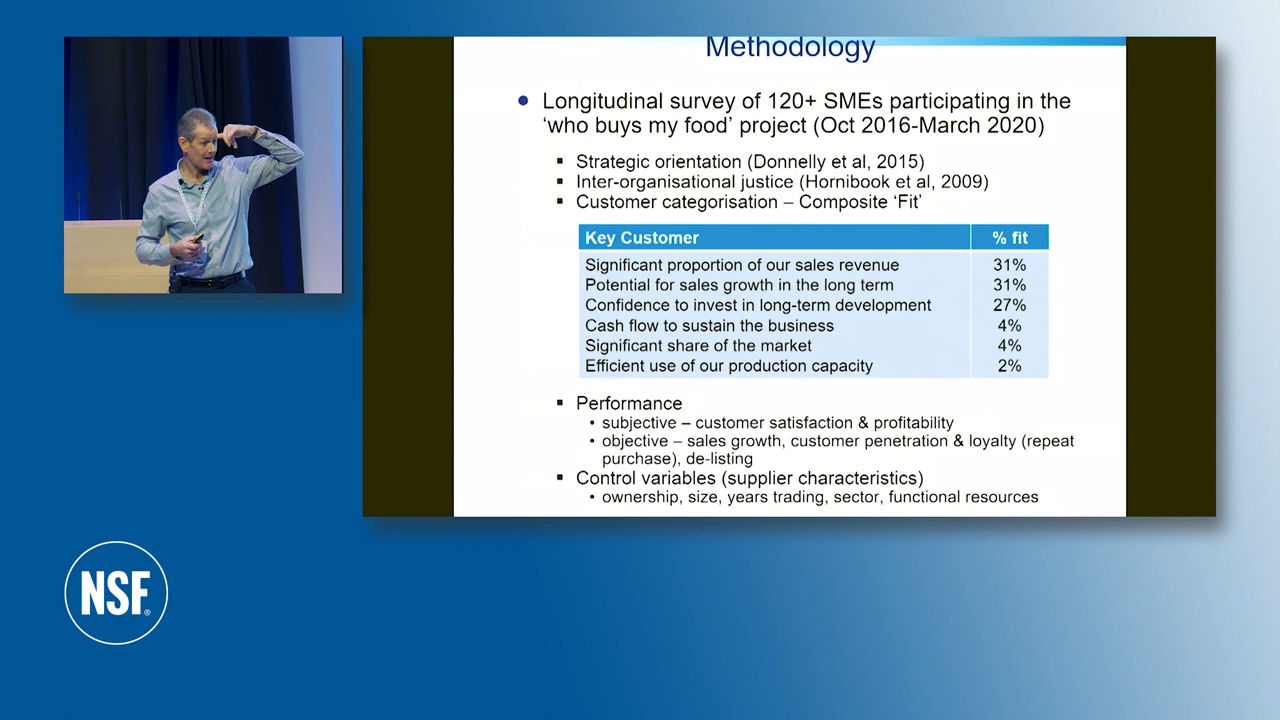 Methodology
Longitudinal survey of 120+ SMEs participating in the
‘who buys my food’ project (Oct 2016-March 2020)
Strategic orientation (Donnelly et al, 2015)
Inter-organisational justice (Hornibook et al, 2009)
Customer categorisation – Composite ‘Fit’
Key Customer % fit
Significant proportion of our sales revenue 31%
Potential for sales growth in the long term 31%
Confidence to invest in long-term development 27%
Cash flow to sustain the business 4%
Significant share of the market 4%
Efficient use of our production capacity 2%
Performance
subjective – customer satisfaction & profitability
objective – sales growth, customer penetration & loyalty (repeat
purchase), de-listing
Control variables (supplier characteristics)
ownership, size, years trading, sector, functional resources
NSF®